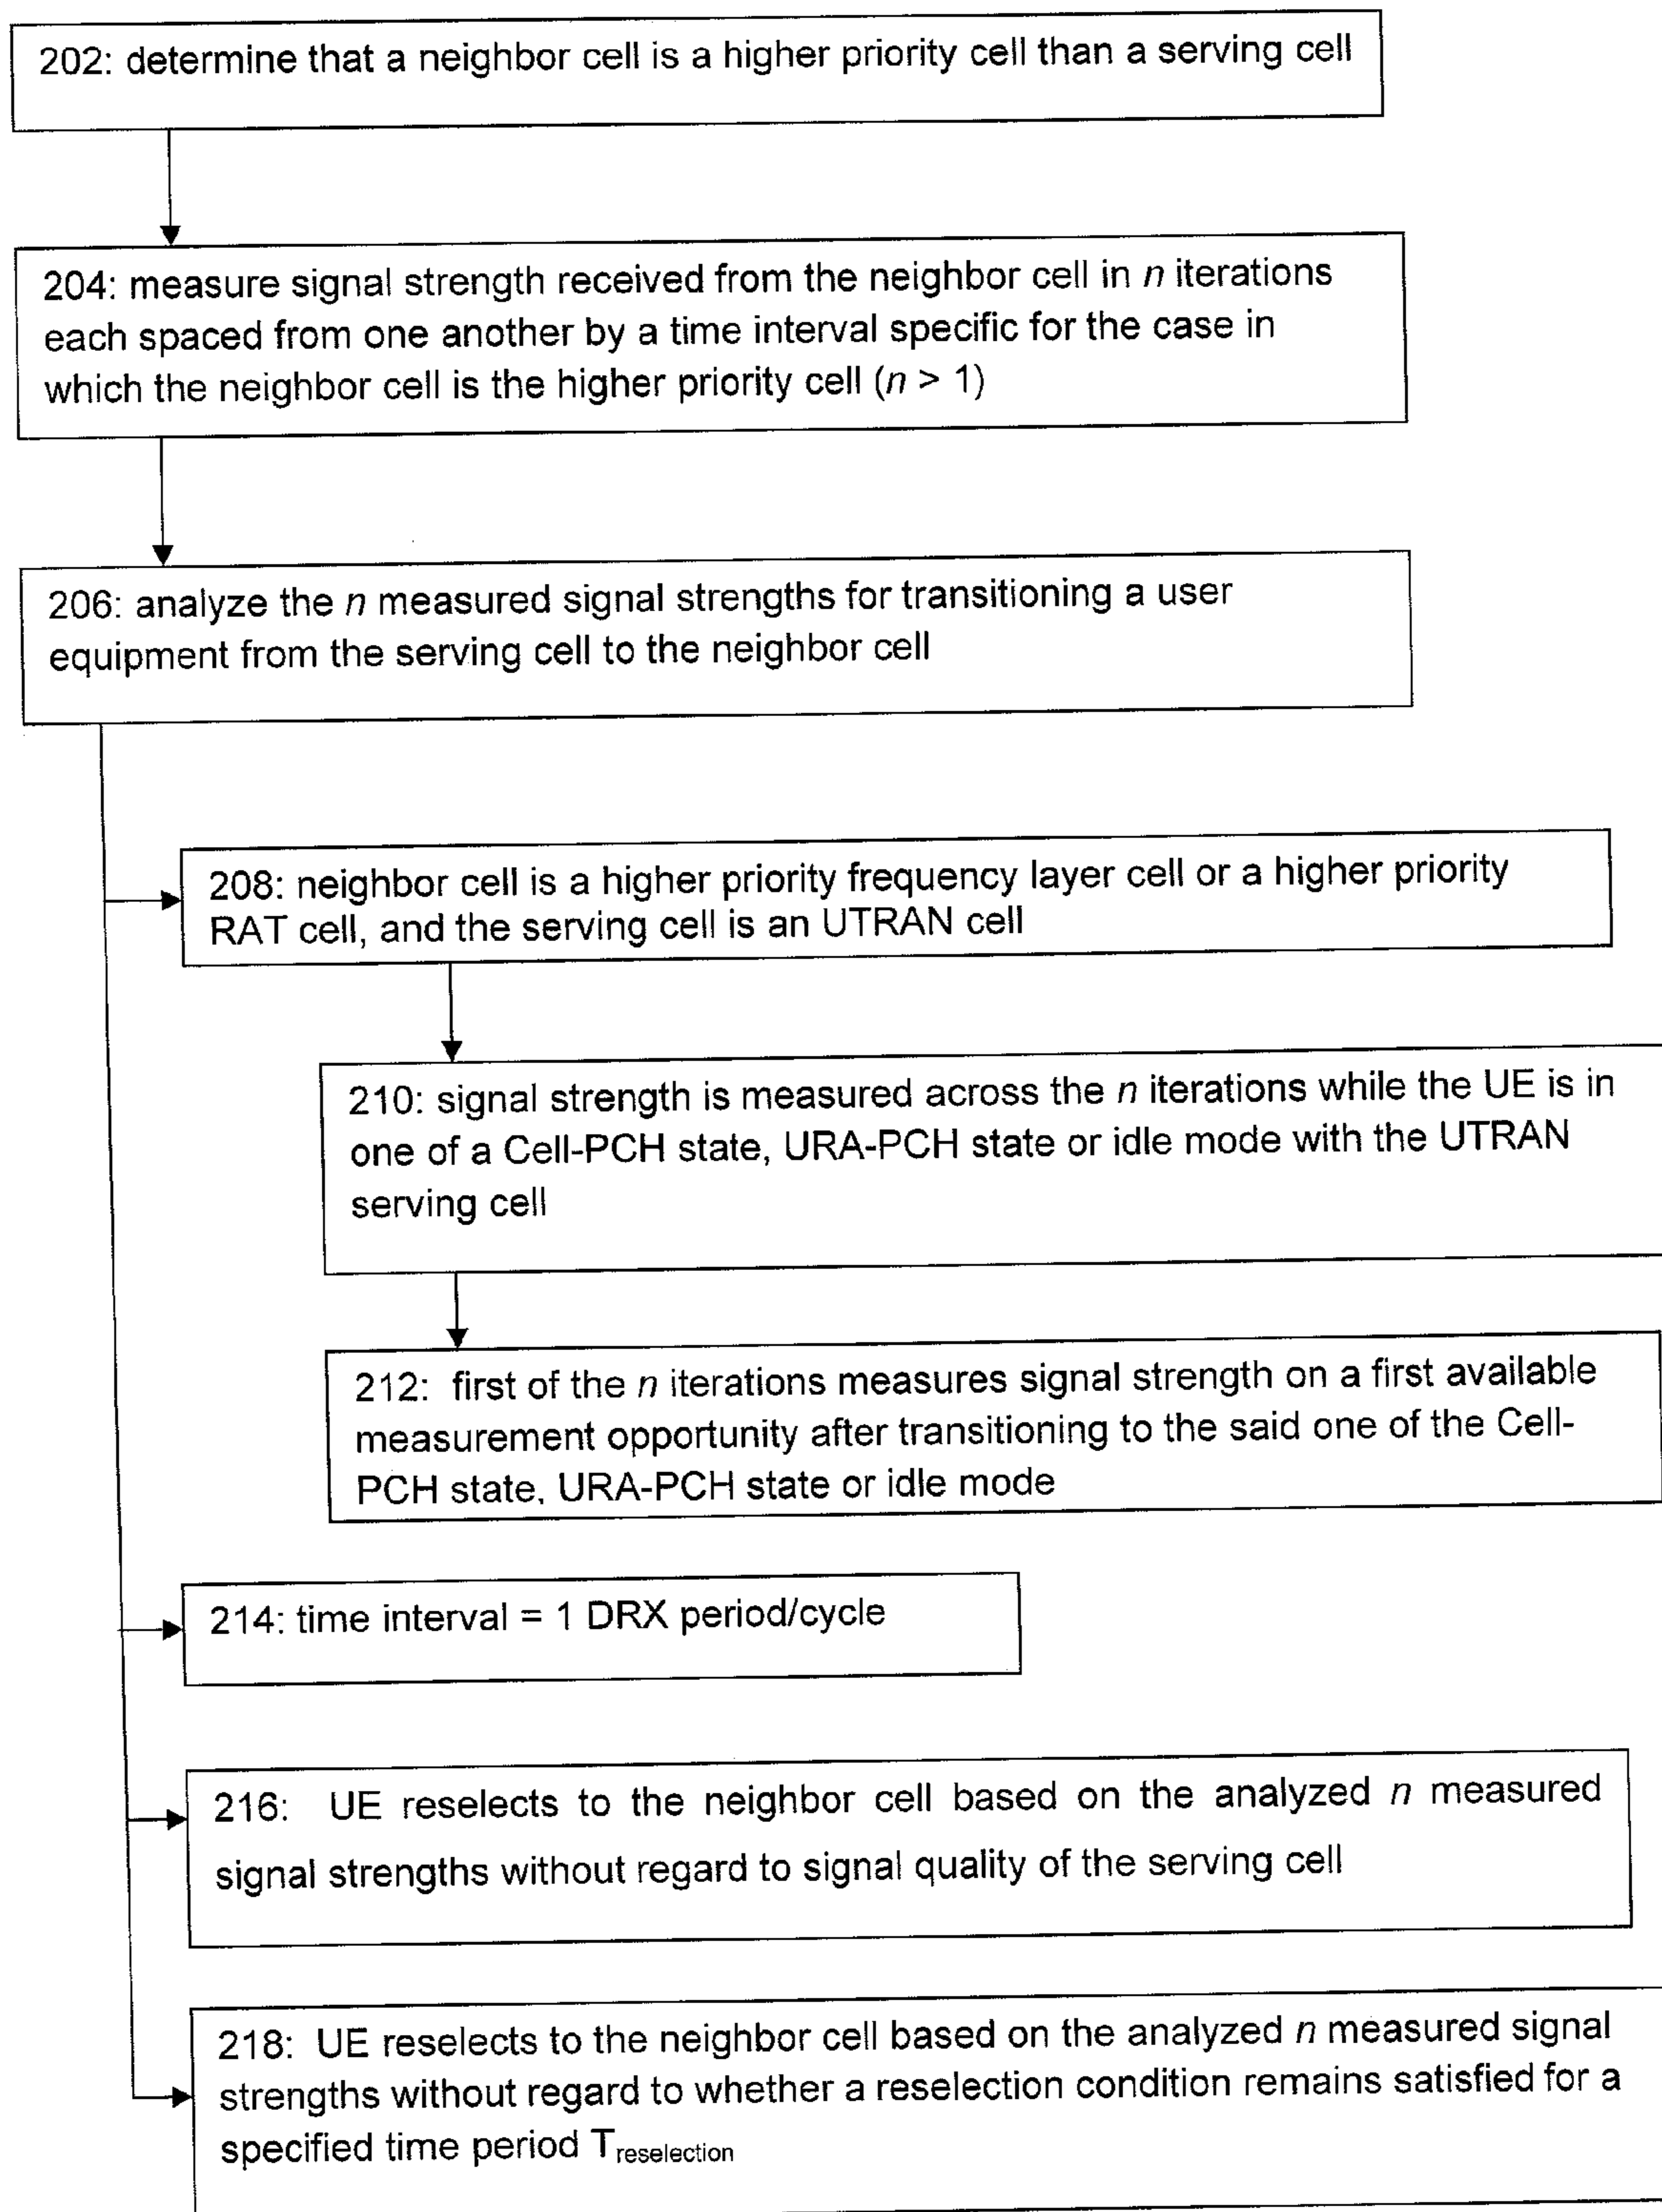 202: determine that a neighbor cell is a higher priority cell than a serving cell
204: measure signal strength received from the neighbor cell in n iterations
each spaced from one another by a time interval specific for the case in
which the neighbor cell is the higher priority cell (n > 1)
206: analyze the n measured signal strengths for transitioning a user
equipment from the serving cell to the neighbor cell
208: neighbor cell is a higher priority frequency layer cell or a higher priority
RAT cell, and the serving cell is an UTRAN cell
210: signal strength is measured across the n iterations while the UE is in
one of a Cell-PCH state, URA-PCH state or idle mode with the UTRAN
serving cell
212: first of the n iterations measures signal strength on a first available
measurement opportunity after transitioning to the said one of the Cell-
PCH state, URA-PCH state or idle mode
214: time interval = 1 DRX period/cycle
216: UE reselects to the neighbor cell based on the analyzed n measured
signal strengths without regard to signal quality of the serving cell
218: UE reselects to the neighbor cell based on the analyzed n measured signal
strengths without regard to whether a reselection condition remains satisfied for a
specified time period Treselection